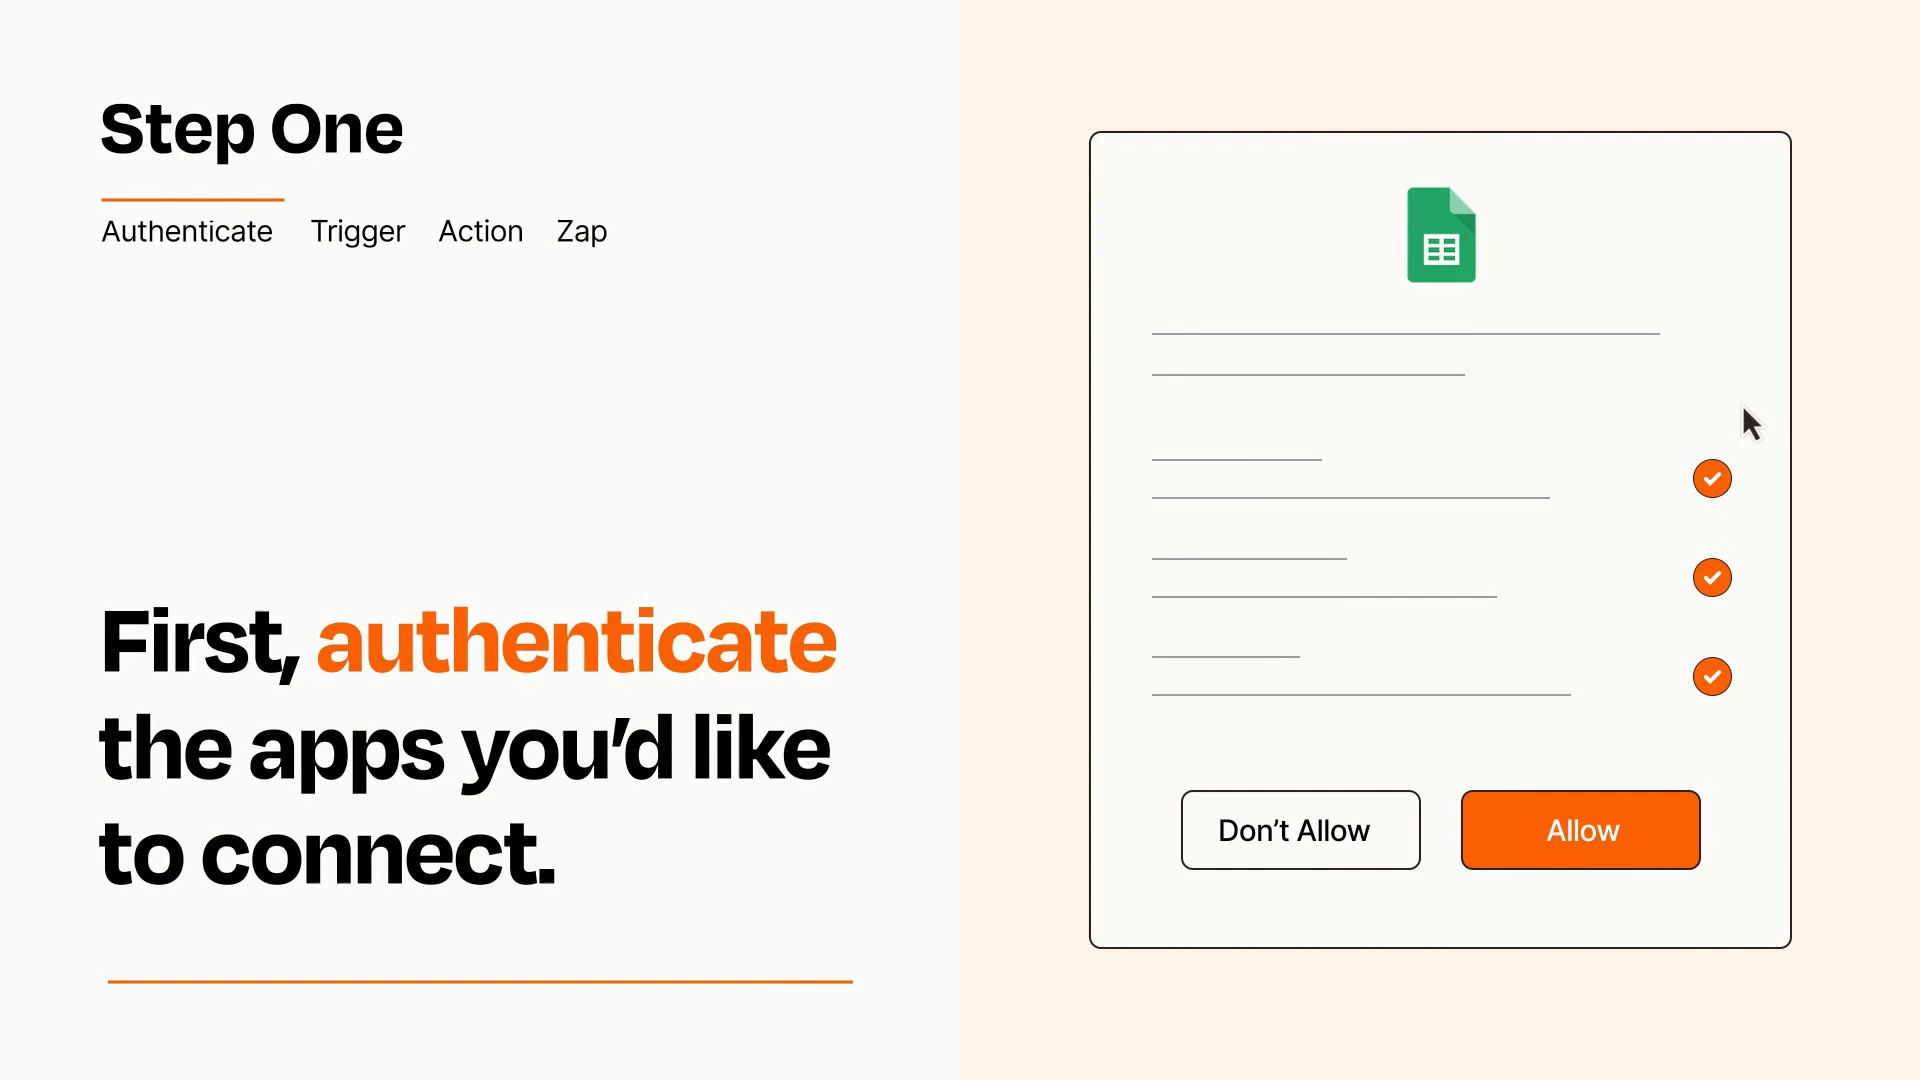 Step One
Authenticate Trigger Action Zap
First, authenticate
the apps you’d like
to connect.
Don’t Allow
Allow